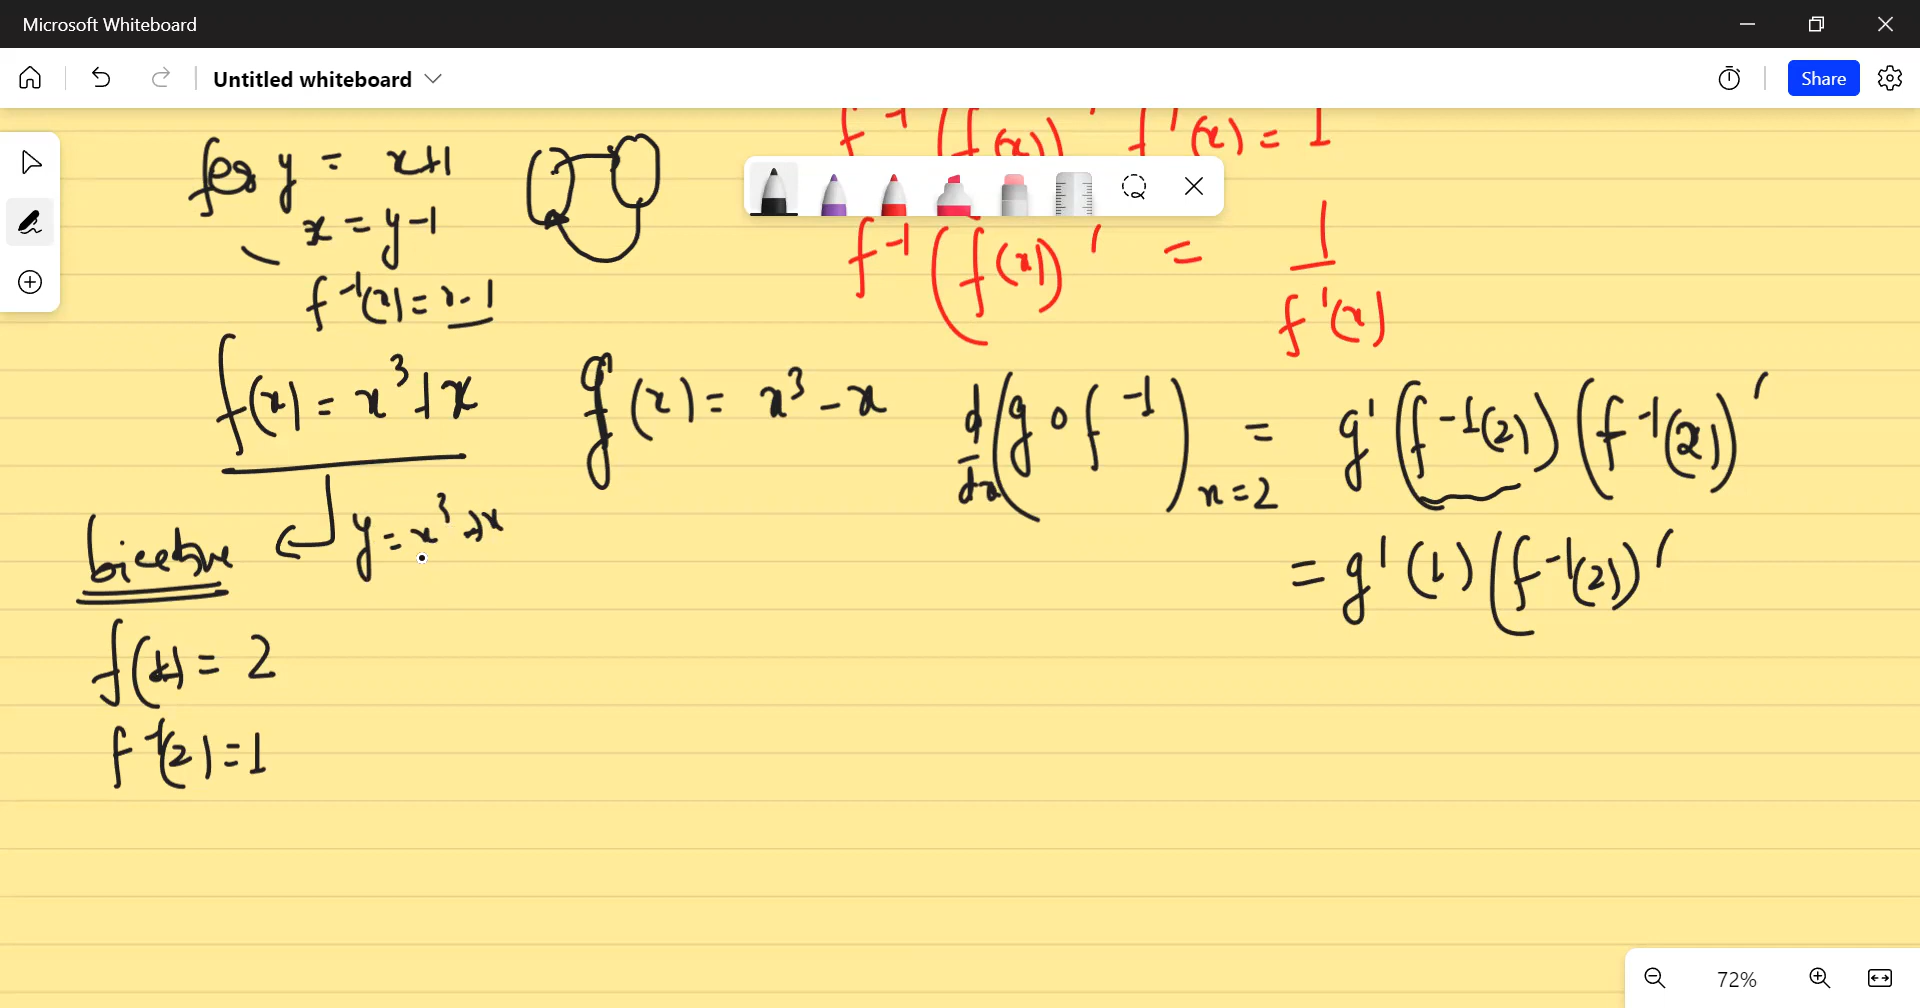 Microsoft Whiteboard
Untitled whiteboard
Share
for y = x+1
x = y-1
f⁻¹(x) = x-1
f⁻¹(f(x))' f'(x) = 1
f⁻¹(f(x))' = 1/f'(x)
f(x) = x³+x
g(x) = x³-x
d/dx (g∘f⁻¹) x=2 = g'(f⁻¹(2)) (f⁻¹(2))'
y = x³+x
= g'(1) (f⁻¹(2))'
f(1) = 2
f⁻¹(2) = 1
72%